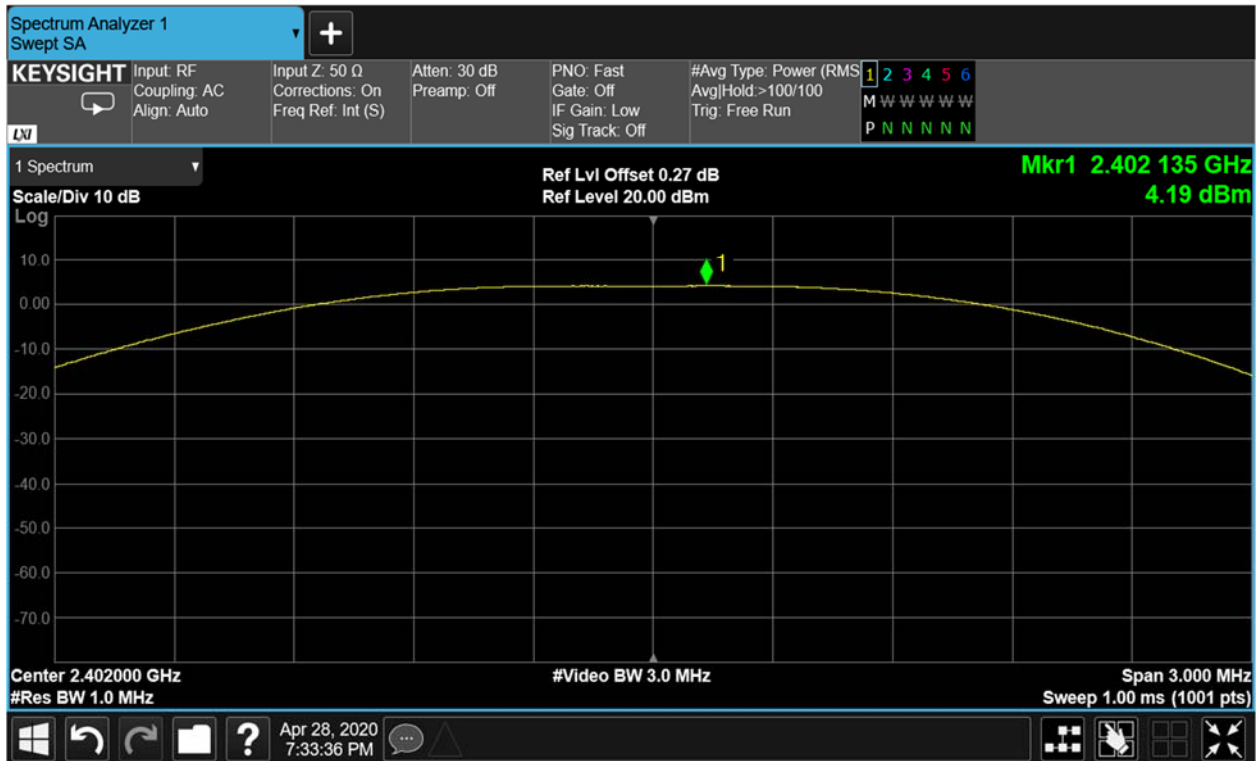 Spectrum Analyzer 1
Swept SA
KEYSIGHT
LXI
Input: RF
Coupling: AC
Align: Auto
Input Z: 50 Ω
Corrections: On
Freq Ref: Int (S)
Atten: 30 dB
Preamp: Off
PNO: Fast
Gate: Off
IF Gain: Low
Sig Track: Off
#Avg Type: Power (RMS
Avg|Hold:>100/100
Trig: Free Run
1 2 3 4 5 6
M W W W W W
P N N N N N
1 Spectrum
Scale/Div 10 dB
Ref Lvl Offset 0.27 dB
Ref Level 20.00 dBm
Mkr1 2.402 135 GHz
4.19 dBm
Log
10.0
0.00
-10.0
-20.0
-30.0
-40.0
-50.0
-60.0
-70.0
1
Center 2.402000 GHz
#Video BW 3.0 MHz
Span 3.000 MHz
#Res BW 1.0 MHz
Sweep 1.00 ms (1001 pts)
?
Apr 28, 2020
7:33:36 PM